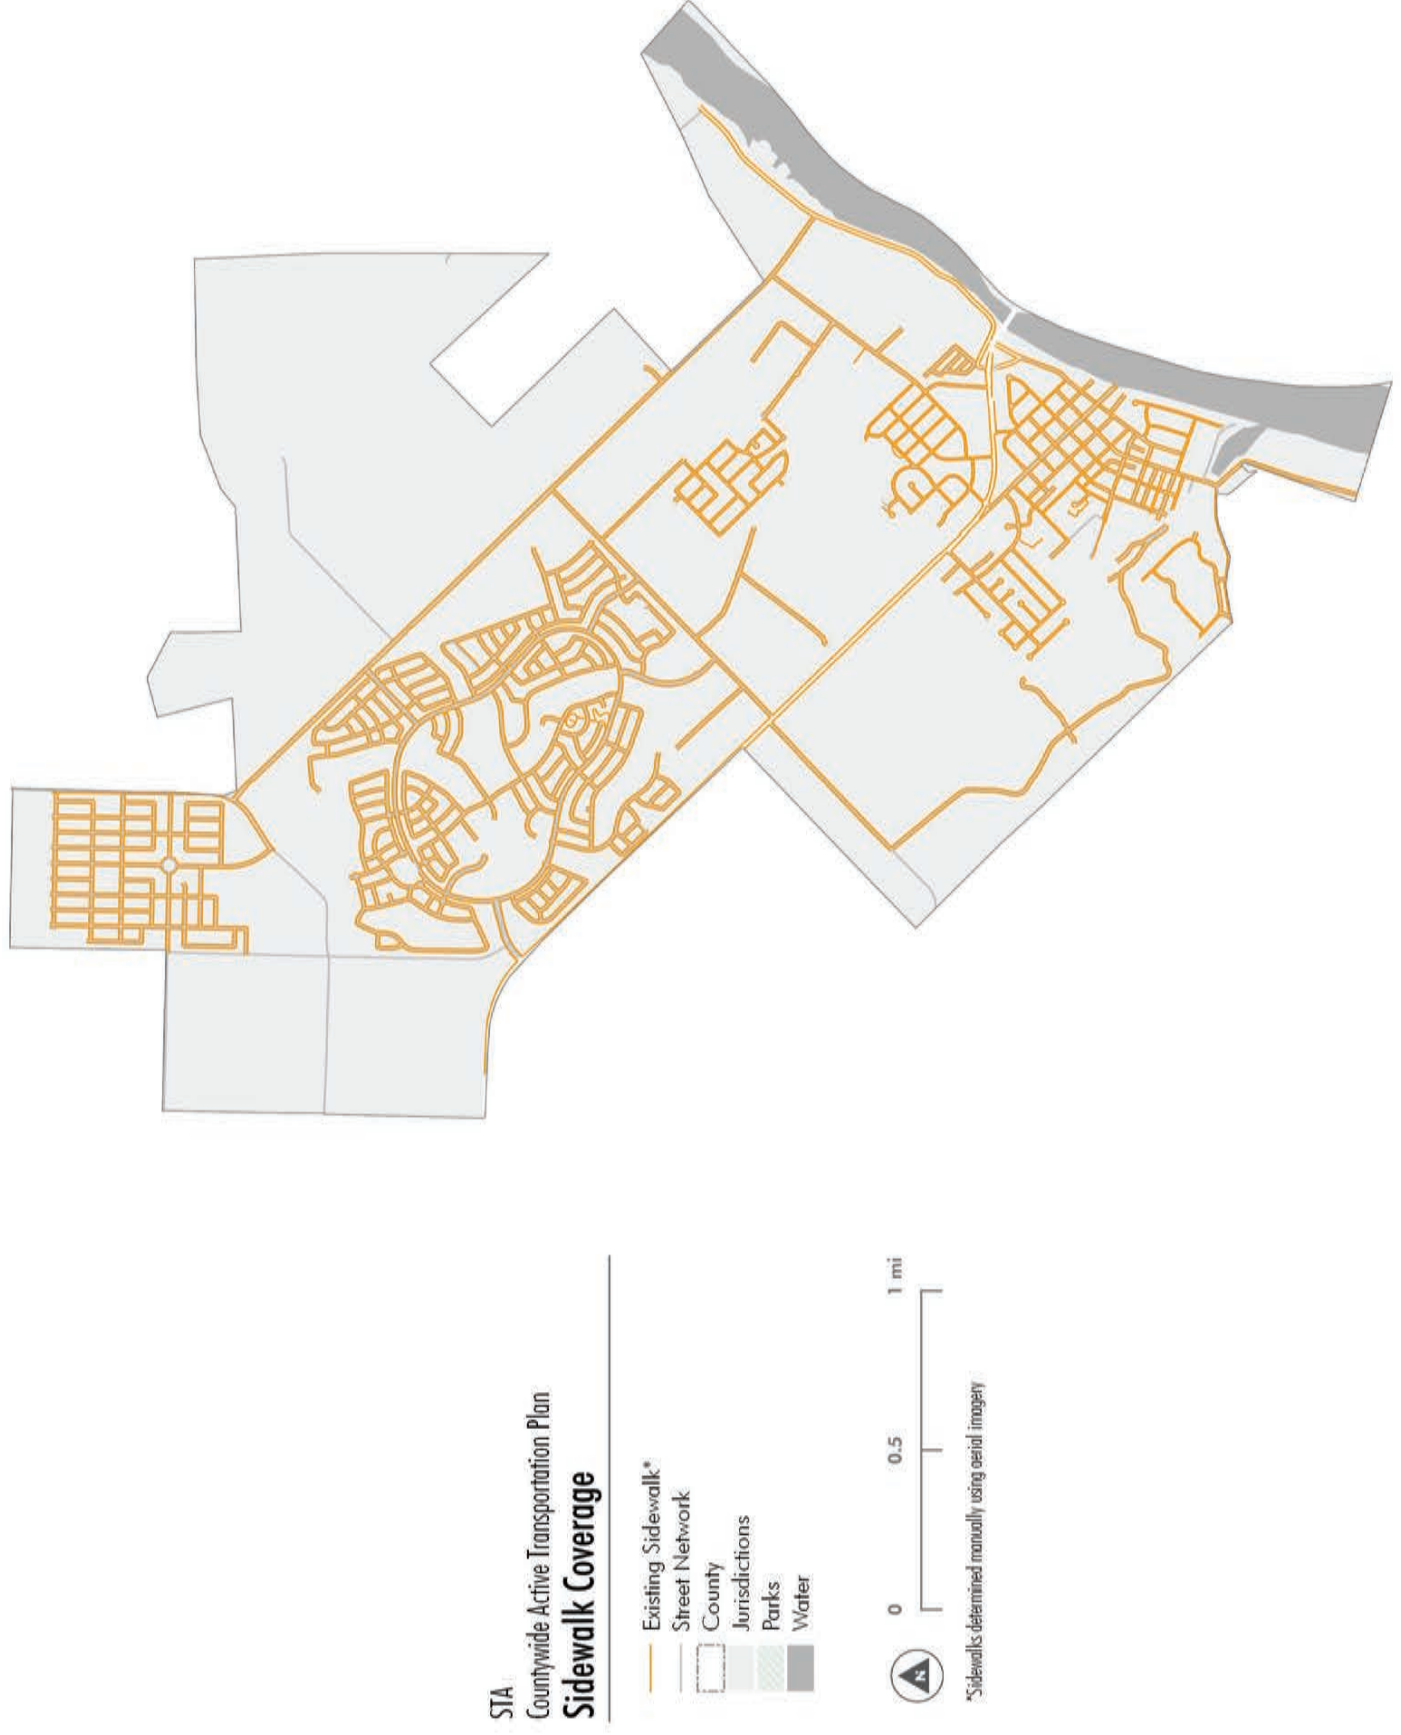 STA
Countywide Active Transportation Plan
Sidewalk Coverage
Existing Sidewalk*
Street Network
County
Jurisdictions
Parks
Water
N
0 0.5 1 mi
*Sidewalks determined manually using aerial imagery